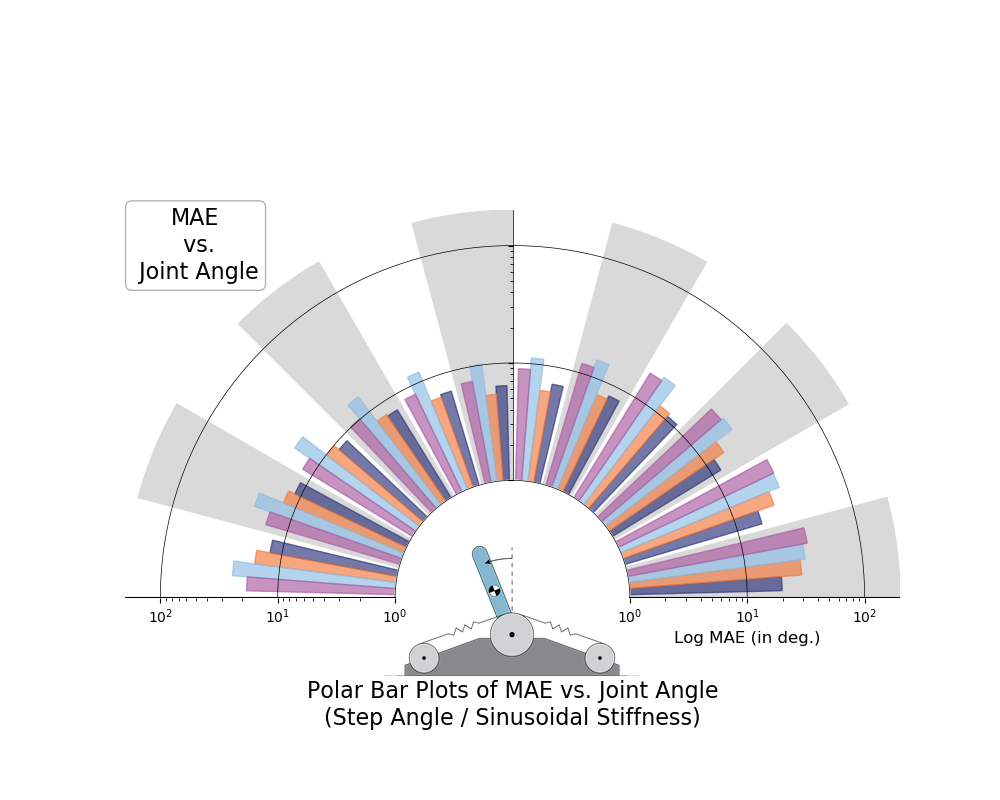 MAE
vs.
Joint Angle
10² 10¹ 10⁰ 10⁰ 10¹ 10²
Log MAE (in deg.)
Polar Bar Plots of MAE vs. Joint Angle
(Step Angle / Sinusoidal Stiffness)